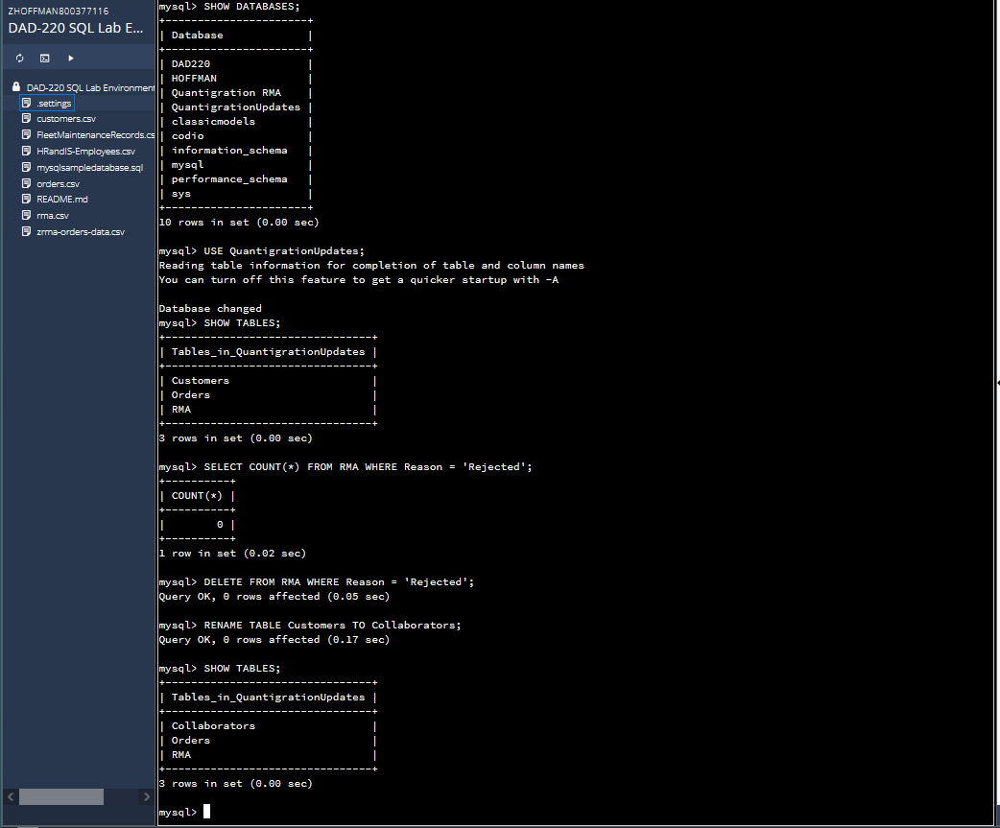 ZHOFFMAN800377116
DAD-220 SQL Lab E...
DAD-220 SQL Lab Environment
.settings
customers.csv
FleetMaintenanceRecords.cs
HRandIS-Employees.csv
mysqlsampledatabase.sql
orders.csv
README.md
rma.csv
zrma-orders-data.csv
mysql> SHOW DATABASES;
+----------------------+
| Database             |
+----------------------+
| DAD220               |
| HOFFMAN              |
| Quantigration RMA    |
| QuantigrationUpdates |
| classicmodels        |
| codio                |
| information_schema   |
| mysql                |
| performance_schema   |
| sys                  |
+----------------------+
10 rows in set (0.00 sec)
mysql> USE QuantigrationUpdates;
Reading table information for completion of table and column names
You can turn off this feature to get a quicker startup with -A
Database changed
mysql> SHOW TABLES;
+--------------------------------+
| Tables_in_QuantigrationUpdates |
+--------------------------------+
| Customers                      |
| Orders                         |
| RMA                            |
+--------------------------------+
3 rows in set (0.00 sec)
mysql> SELECT COUNT(*) FROM RMA WHERE Reason = 'Rejected';
+----------+
| COUNT(*) |
+----------+
|        0 |
+----------+
1 row in set (0.02 sec)
mysql> DELETE FROM RMA WHERE Reason = 'Rejected';
Query OK, 0 rows affected (0.05 sec)
mysql> RENAME TABLE Customers TO Collaborators;
Query OK, 0 rows affected (0.17 sec)
mysql> SHOW TABLES;
+--------------------------------+
| Tables_in_QuantigrationUpdates |
+--------------------------------+
| Collaborators                  |
| Orders                         |
| RMA                            |
+--------------------------------+
3 rows in set (0.00 sec)
mysql>